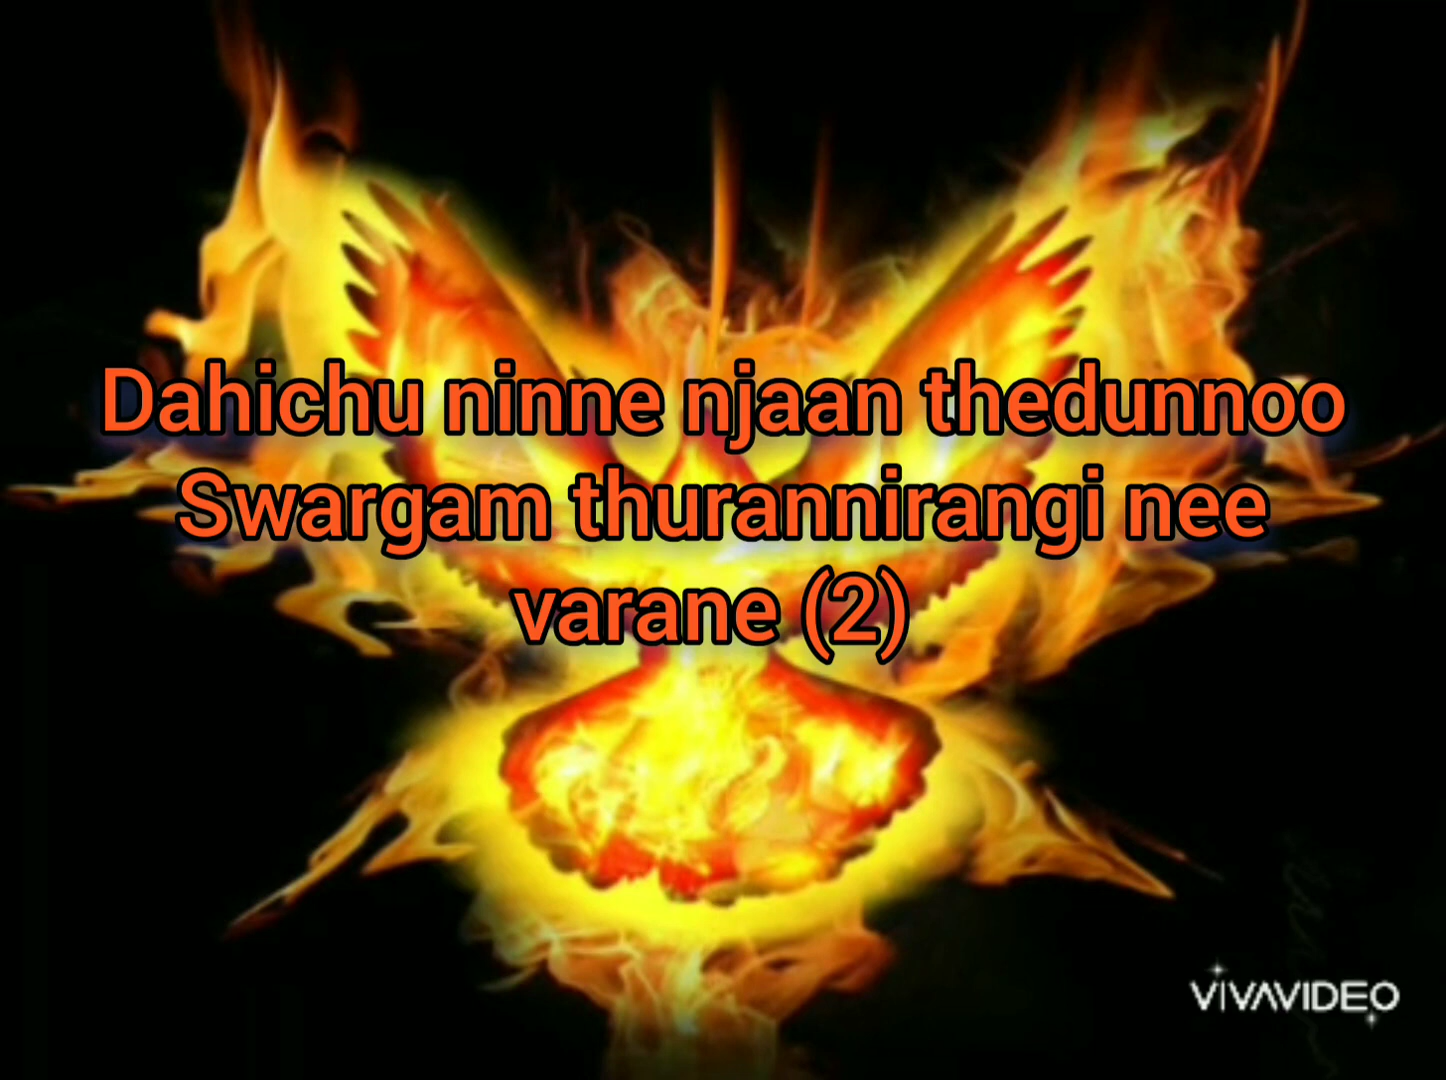 Dahichu ninne njaan thedunnoo
Swargam thurannirangi nee
varane (2)
VIVAVIDEO